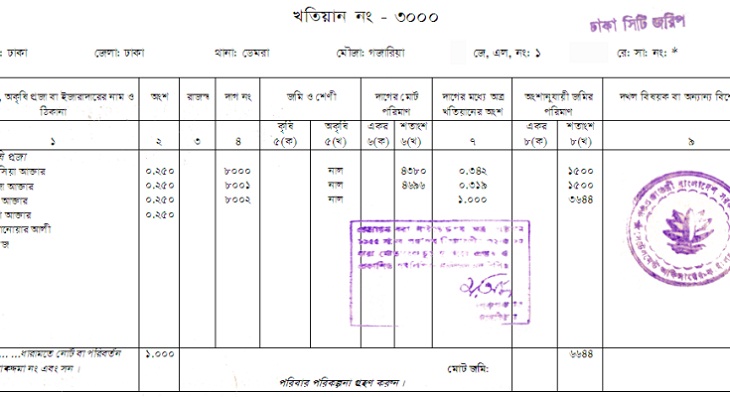 খতিয়ান নং - ৩০০০
ঢাকা সিটি জরিপ
: ঢাকা জেলা: ঢাকা থানা: ডেমরা মৌজা: গজারিয়া জে, এল, নং: ১ রে: সা: নং: *
, অকৃষি প্রজা বা ইজারাদারের নাম ও ঠিকানা অংশ রাজস্ব দাগ নং জমি ও শ্রেণী দাগের মোট পরিমাণ দাগের মধ্যে অত্র খতিয়ানের অংশ অংশানুযায়ী জমির পরিমাণ দখল বিষয়ক বা অন্যান্য বিশে
কৃষি অকৃষি একর শতাংশ একর শতাংশ
১ ২ ৩ ৪ ৫(ক) ৫(খ) ৬(ক) ৬(খ) ৭ ৮(ক) ৮(খ) ৯
ষি প্রজা
সিয়া আক্তার ০.২৫০ ৮০০০ নাল ৪৩৮০ ০.৩৪২ ১৫০০
আক্তার ০.২৫০ ৮০০১ নাল ৪৬৯৬ ০.৩১৯ ১৫০০
আক্তার ০.২৫০ ৮০০২ নাল ১.০০০ ৩৬৪৪
আক্তার ০.২৫০
নোয়ার আলী
জ
... ...ধারামতে নোট বা পরিবর্তন ১.০০০ মোট জমি: ৬৬৪৪
নং এবং সন ।
পরিবার পরিকল্পনা গ্রহণ করুন ।